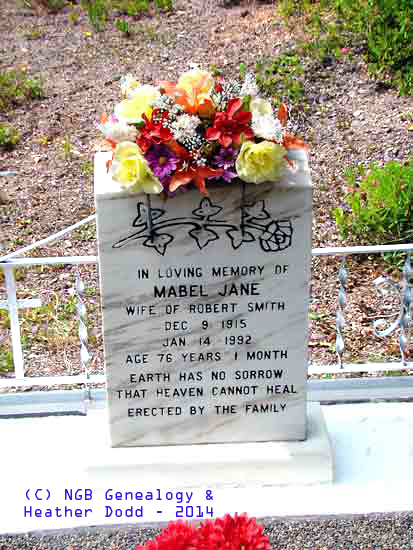 IN LOVING MEMORY OF
MABEL JANE
WIFE OF ROBERT SMITH
DEC 9 1915
JAN 14 1992
AGE 76 YEARS 1 MONTH
EARTH HAS NO SORROW
THAT HEAVEN CANNOT HEAL
ERECTED BY THE FAMILY
(C) NGB Genealogy &
Heather Dodd - 2014